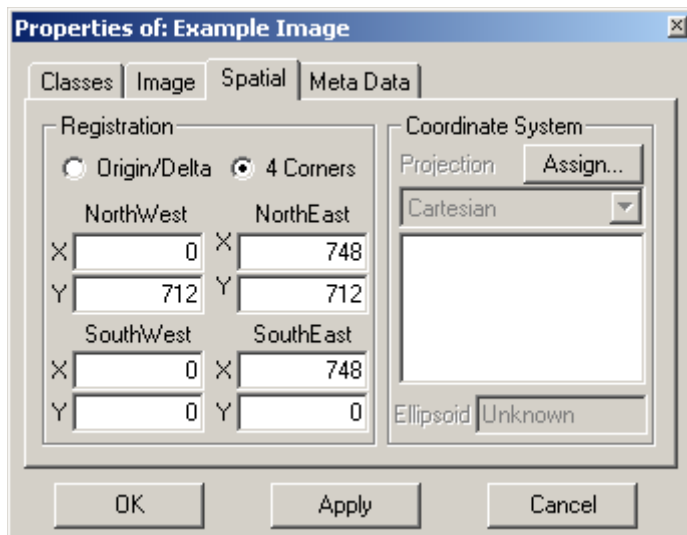 Properties of: Example Image
Classes Image Spatial Meta Data
Registration
Origin/Delta 4 Corners
NorthWest NorthEast
X 0 X 748
Y 712 Y 712
SouthWest SouthEast
X 0 X 748
Y 0 Y 0
Coordinate System
Projection Assign...
Cartesian
Ellipsoid Unknown
OK Apply Cancel